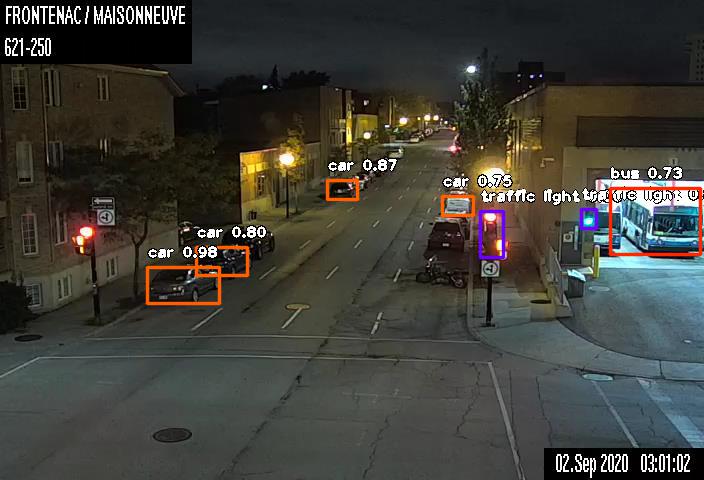 FRONTENAC / MAISONNEUVE
621-250
car 0.87
bus 0.73
car 0.75
traffic light
car 0.80
car 0.98
02.Sep 2020 03:01:02